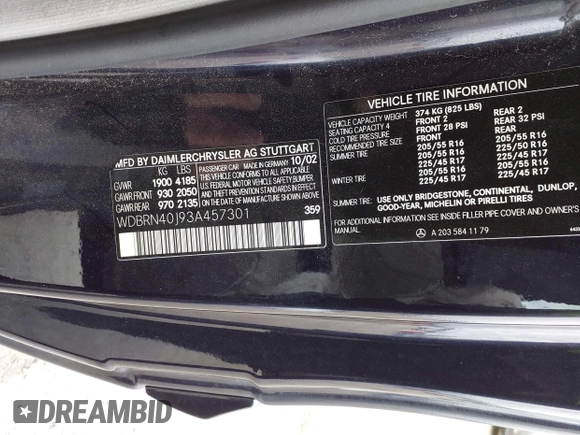 MFD BY DAIMLERCHRYSLER AG STUTTGART
KG LBS PASSENGER CAR MADE IN GERMANY 10/02
GVWR 1900 4185
GAWR FRONT 930 2050
GAWR REAR 970 2135
THIS VEHICLE CONFORMS TO ALL APPLICABLE
U.S. FEDERAL MOTOR VEHICLE SAFETY, BUMPER,
AND THEFT PREVENTION STANDARDS IN EFFECT
ON THE DATE OF MANUFACTURE SHOWN ABOVE.
WDBRN40J93A457301 359
VEHICLE TIRE INFORMATION
VEHICLE CAPACITY WEIGHT 374 KG (825 LBS)
SEATING CAPACITY 4 FRONT 2 REAR 2
COLD TIRE PRESSURE FRONT 28 PSI REAR 32 PSI
RECOMMENDED TIRE SIZE: FRONT REAR
SUMMER TIRE 205/55 R16 205/55 R16
225/50 R16 225/50 R16
225/45 R17 245/40 R17
WINTER TIRE 205/55 R16 205/55 R16
225/45 R17 225/45 R17
SUMMER TIRE: USE ONLY BRIDGESTONE, CONTINENTAL, DUNLOP,
GOOD-YEAR, MICHELIN OR PIRELLI TIRES
FOR ADDITIONAL INFORMATION SEE INSIDE FILLER PIPE COVER AND OWNER'S
MANUAL.
A 203 584 11 79
DREAMBID